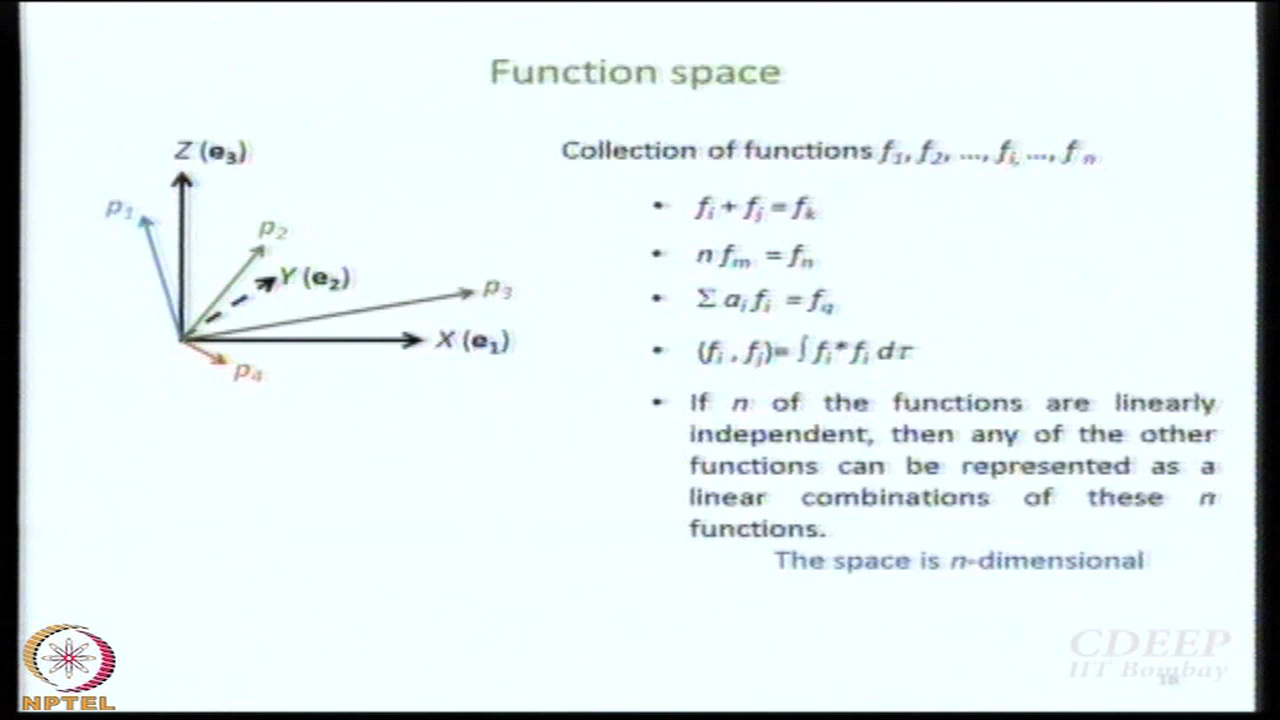 Function space
Z (e₃)
p₁
p₂
Y (e₂)
p₃
X (e₁)
p₄
Collection of functions f₁, f₂, ..., fᵢ, ..., fₙ
• fᵢ + fⱼ = fₖ
• n fₘ = fₙ
• Σ aᵢ fᵢ = f_q
• (fᵢ , fⱼ)= ∫ fᵢ* fᵢ dτ
• If n of the functions are linearly
independent, then any of the other
functions can be represented as a
linear combinations of these n
functions.
The space is n-dimensional
NPTEL
CDEEP
IIT Bombay
18